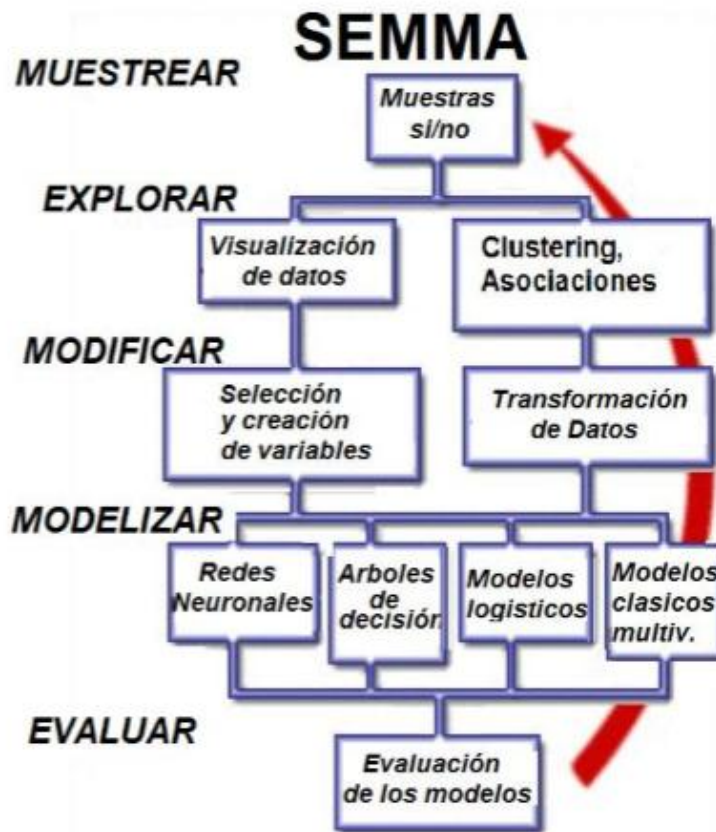 SEMMA
MUESTREAR
Muestras
si/no
EXPLORAR
Visualización
de datos
Clustering,
Asociaciones
MODIFICAR
Selección
y creación
de variables
Transformación
de Datos
MODELIZAR
Redes
Neuronales
Arboles
de
decisión
Modelos
logisticos
Modelos
clasicos
multiv.
EVALUAR
Evaluación
de los modelos